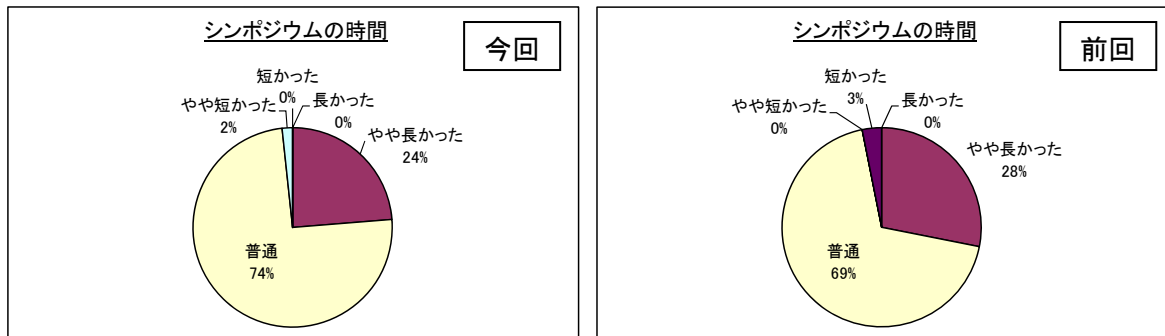 シンポジウムの時間
今回
短かった
0%
長かった
0%
やや短かった
2%
やや長かった
24%
普通
74%
シンポジウムの時間
前回
短かった
3%
長かった
0%
やや短かった
0%
やや長かった
28%
普通
69%